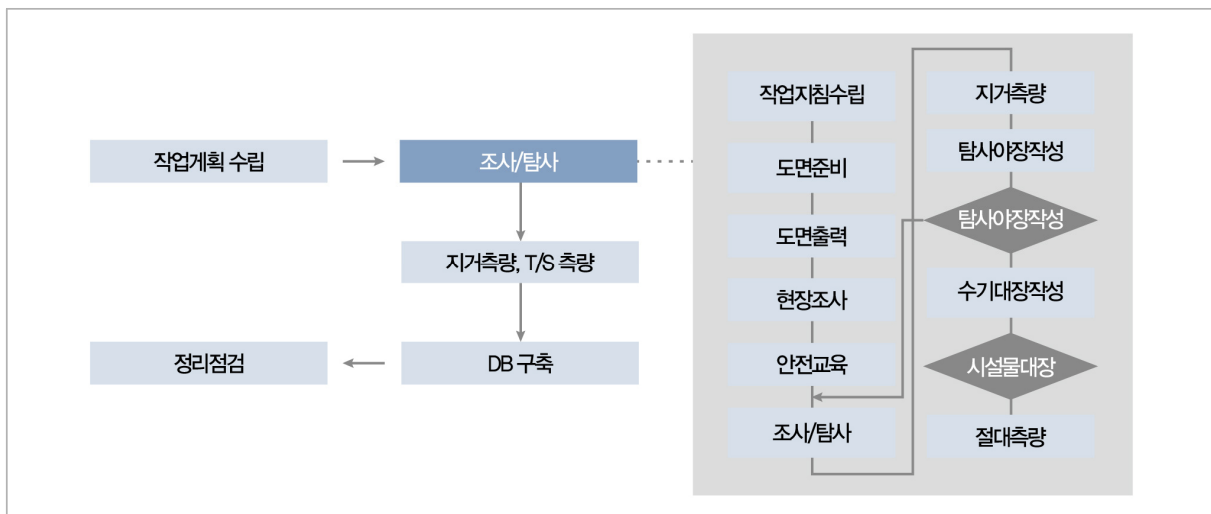 작업계획 수립
조사/탐사
지거측량, T/S 측량
DB 구축
정리점검
작업지침수립
도면준비
도면출력
현장조사
안전교육
조사/탐사
지거측량
탐사야장작성
탐사야장작성
수기대장작성
시설물대장
절대측량